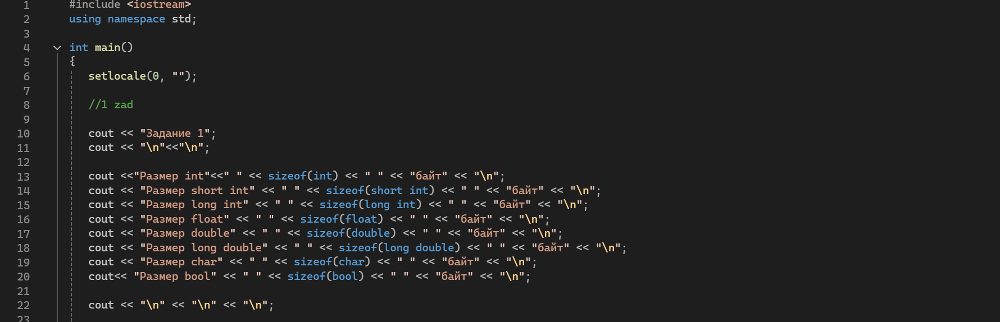 1 #include <iostream>
2 using namespace std;
3
4 int main()
5 {
6 setlocale(0, "");
7
8 //1 zad
9
10 cout << "Задание 1";
11 cout << "\n"<<"\n";
12
13 cout <<"Размер int"<<" " << sizeof(int) << " " << "байт" << "\n";
14 cout << "Размер short int" << " " << sizeof(short int) << " " << "байт" << "\n";
15 cout << "Размер long int" << " " << sizeof(long int) << " " << "байт" << "\n";
16 cout << "Размер float" << " " << sizeof(float) << " " << "байт" << "\n";
17 cout << "Размер double" << " " << sizeof(double) << " " << "байт" << "\n";
18 cout << "Размер long double" << " " << sizeof(long double) << " " << "байт" << "\n";
19 cout << "Размер char" << " " << sizeof(char) << " " << "байт" << "\n";
20 cout<< "Размер bool" << " " << sizeof(bool) << " " << "байт" << "\n";
21
22 cout << "\n" << "\n" << "\n";
23